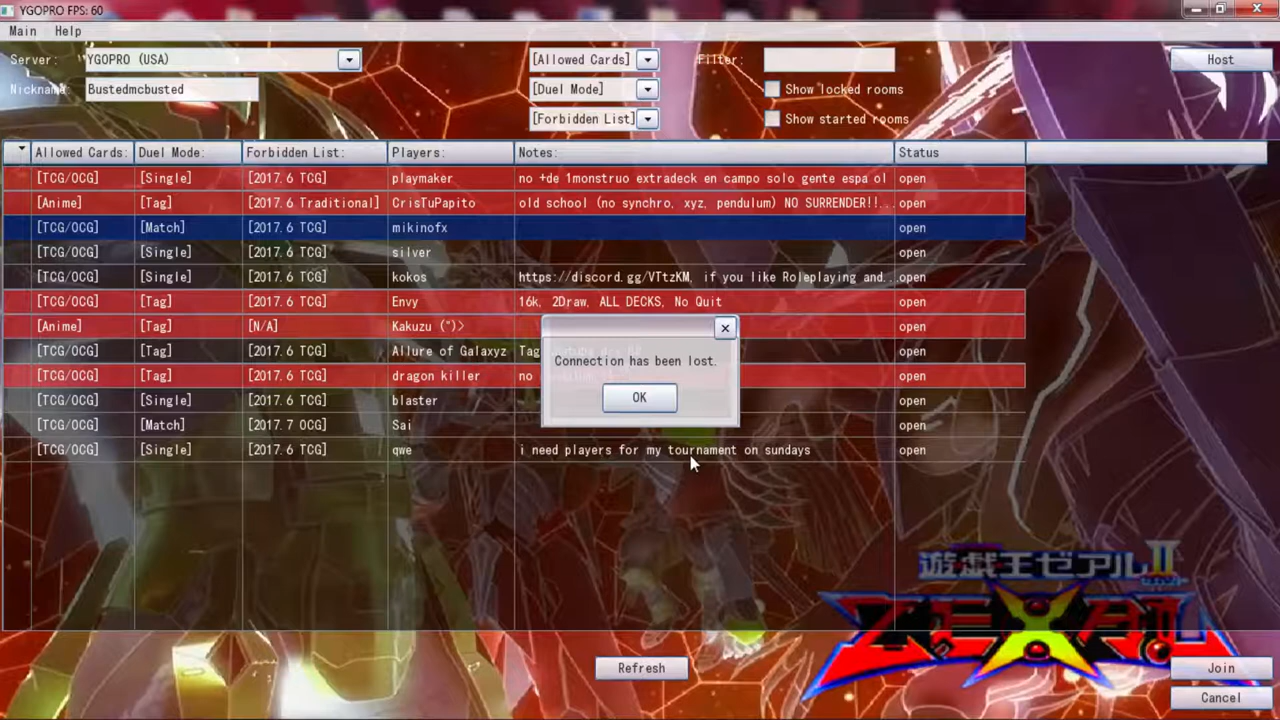 YGOPRO FPS: 60
Main Help
Server: YGOPRO (USA) [Allowed Cards] Filter: Host
Nickname: Bustedmcbusted [Duel Mode] Show locked rooms
[Forbidden List] Show started rooms
Allowed Cards: Duel Mode: Forbidden List: Players: Notes: Status
[TCG/OCG] [Single] [2017.6 TCG] playmaker no +de 1monstruo extradeck en campo solo gente espa ol open
[Anime] [Tag] [2017.6 Traditional] CrisTuPapito old school (no synchro, xyz, pendulum) NO SURRENDER!!... open
[TCG/OCG] [Match] [2017.6 TCG] mikinofx open
[TCG/OCG] [Single] [2017.6 TCG] silver open
[TCG/OCG] [Single] [2017.6 TCG] kokos https://discord.gg/VTtzKM, if you like Roleplaying and... open
[TCG/OCG] [Tag] [2017.6 TCG] Envy 16k, 2Draw, ALL DECKS, No Quit open
[Anime] [Tag] [N/A] Kakuzu (")> open
[TCG/OCG] [Tag] [2017.6 TCG] Allure of Galaxyz Tag open
[TCG/OCG] [Tag] [2017.6 TCG] dragon killer no open
[TCG/OCG] [Single] [2017.6 TCG] blaster open
[TCG/OCG] [Match] [2017.7 OCG] Sai open
[TCG/OCG] [Single] [2017.6 TCG] qwe i need players for my tournament on sundays open
Connection has been lost.
OK
遊戯王ゼアルII
ZEXAL
Refresh Join
Cancel